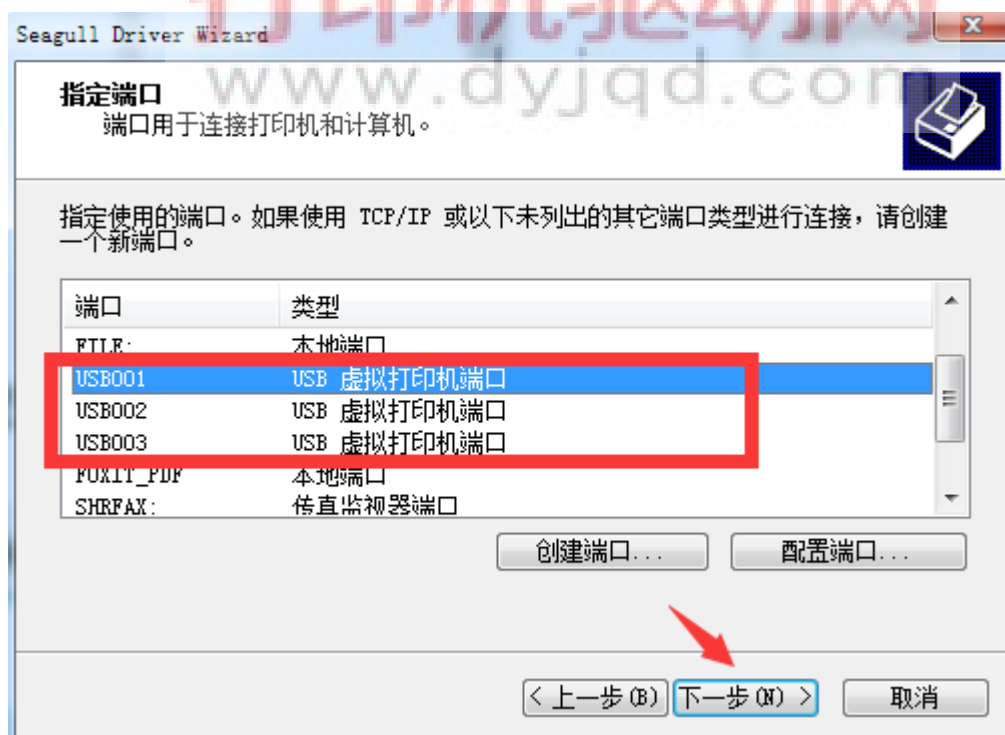 打印机驱动网
Seagull Driver Wizard
www.dyjqd.com
指定端口
端口用于连接打印机和计算机。
指定使用的端口。如果使用 TCP/IP 或以下未列出的其它端口类型进行连接，请创建
一个新端口。
端口 类型
FILE: 本地端口
USB001 USB 虚拟打印机端口
USB002 USB 虚拟打印机端口
USB003 USB 虚拟打印机端口
FOXIT_PDF 本地端口
SHRFAX: 传真监视器端口
创建端口... 配置端口...
< 上一步(B) 下一步(N) > 取消